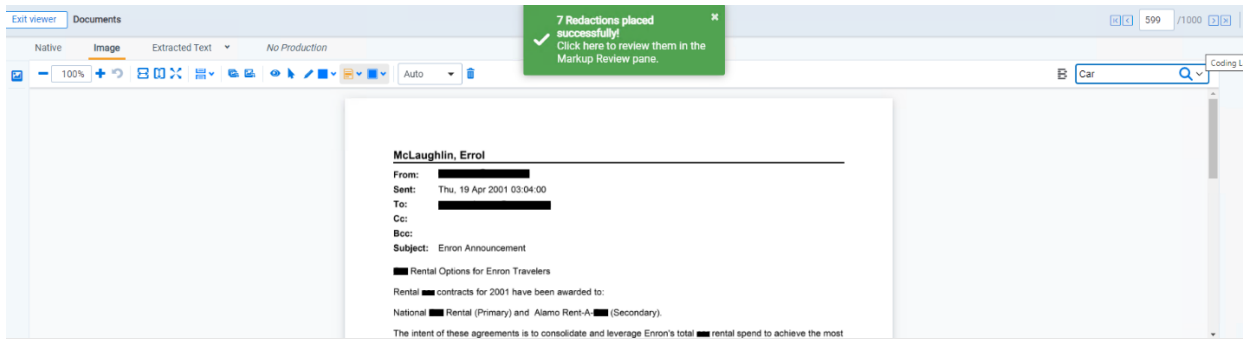 Exit viewer Documents
7 Redactions placed successfully!
Click here to review them in the Markup Review pane.
599 /1000
Native Image Extracted Text No Production
100% Auto Car
Coding L
McLaughlin, Errol
From:
Sent: Thu, 19 Apr 2001 03:04:00
To:
Cc:
Bcc:
Subject: Enron Announcement
Rental Options for Enron Travelers
Rental contracts for 2001 have been awarded to:
National Rental (Primary) and Alamo Rent-A- (Secondary).
The intent of these agreements is to consolidate and leverage Enron's total rental spend to achieve the most